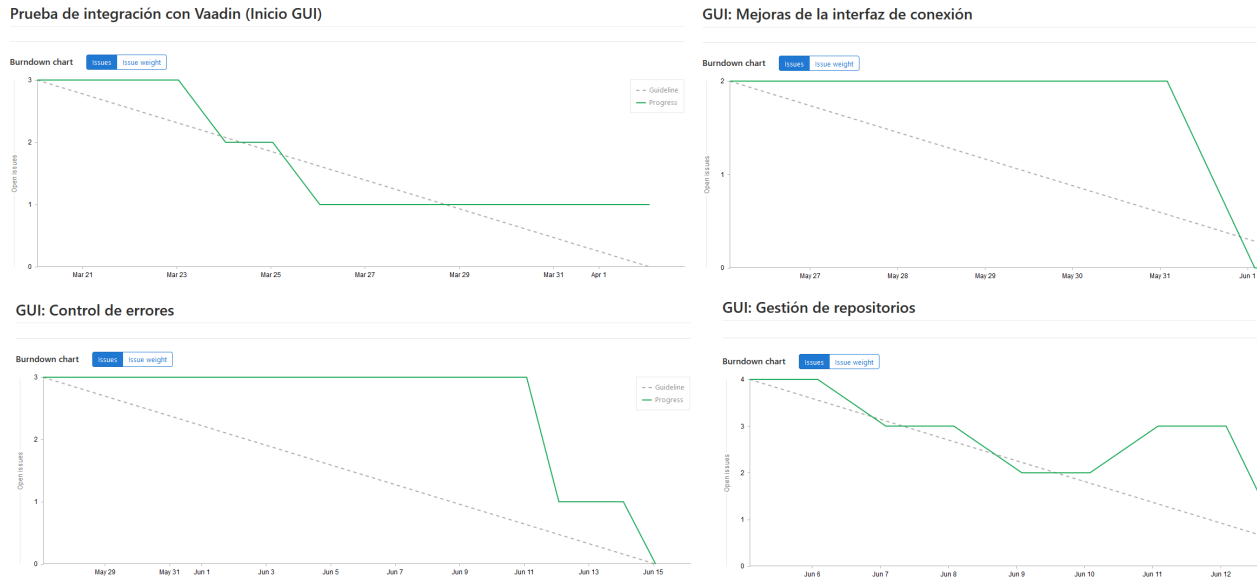 Prueba de integración con Vaadin (Inicio GUI)
Burndown chart Issues Issue weight
Guideline
Progress
Open issues
3
2
1
0
Mar 21 Mar 23 Mar 25 Mar 27 Mar 29 Mar 31 Apr 1
GUI: Mejoras de la interfaz de conexión
Burndown chart Issues Issue weight
Open issues
2
1
0
May 27 May 28 May 29 May 30 May 31 Jun 1
GUI: Control de errores
Burndown chart Issues Issue weight
Guideline
Progress
Open issues
3
2
1
0
May 29 May 31 Jun 1 Jun 3 Jun 5 Jun 7 Jun 9 Jun 11 Jun 13 Jun 15
GUI: Gestión de repositorios
Burndown chart Issues Issue weight
Open issues
4
3
2
1
0
Jun 6 Jun 7 Jun 8 Jun 9 Jun 10 Jun 11 Jun 12